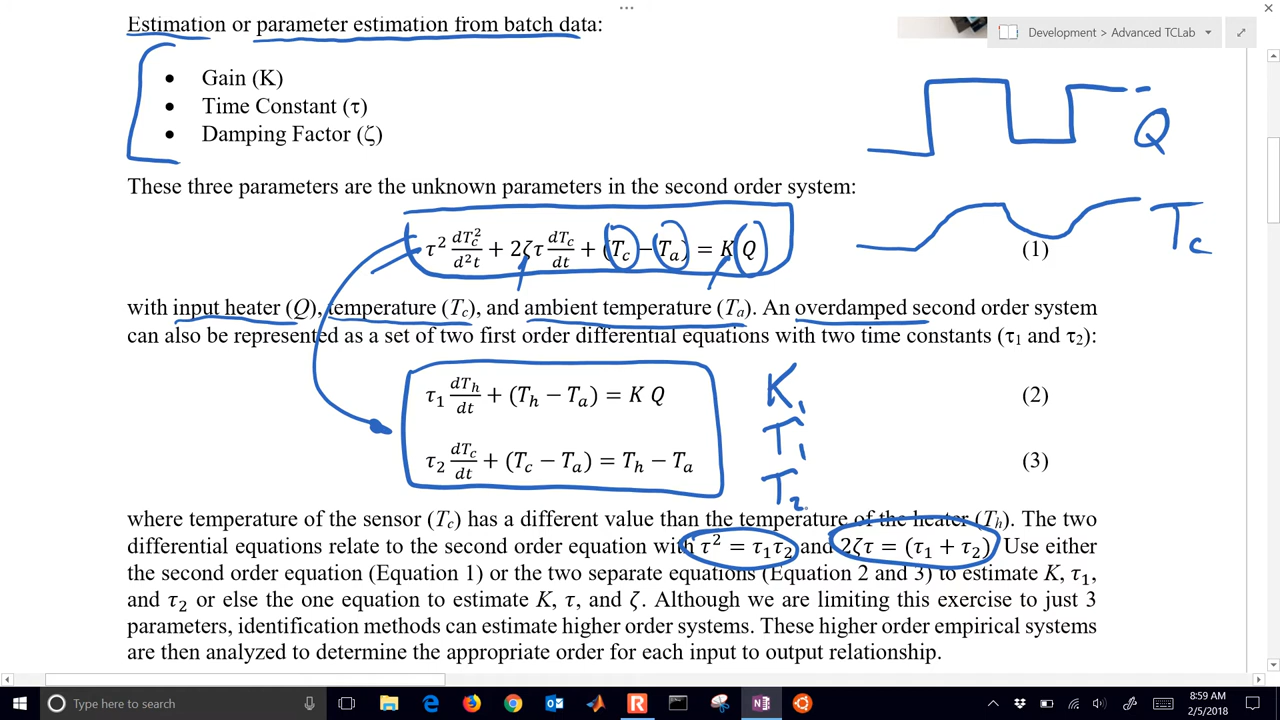 Estimation or parameter estimation from batch data:
Development > Advanced TCLab
• Gain (K)
• Time Constant (τ)
• Damping Factor (ζ)
Q
These three parameters are the unknown parameters in the second order system:
τ² dT_c²/d²t + 2ζτ dT_c/dt + (T_c − T_a) = K Q (1)
T_c
with input heater (Q), temperature (T_c), and ambient temperature (T_a). An overdamped second order system
can also be represented as a set of two first order differential equations with two time constants (τ₁ and τ₂):
τ₁ dT_h/dt + (T_h − T_a) = K Q (2)
K₁
τ₂ dT_c/dt + (T_c − T_a) = T_h − T_a (3)
T₁
T₂
where temperature of the sensor (T_c) has a different value than the temperature of the heater (T_h). The two
differential equations relate to the second order equation with τ² = τ₁τ₂ and 2ζτ = (τ₁ + τ₂). Use either
the second order equation (Equation 1) or the two separate equations (Equation 2 and 3) to estimate K, τ₁,
and τ₂ or else the one equation to estimate K, τ, and ζ. Although we are limiting this exercise to just 3
parameters, identification methods can estimate higher order systems. These higher order empirical systems
are then analyzed to determine the appropriate order for each input to output relationship.
Type here to search
8:59 AM
2/5/2018